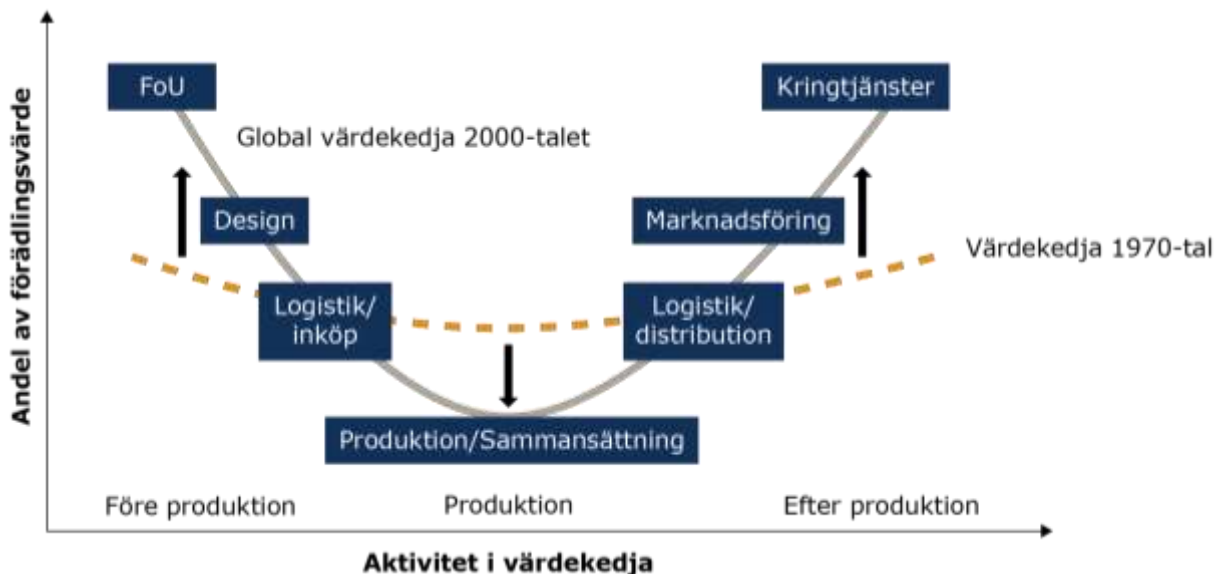 Andel av förädlingsvärde
FoU
Kringtjänster
Global värdekedja 2000-talet
Design
Marknadsföring
Värdekedja 1970-tal
Logistik/
inköp
Logistik/
distribution
Produktion/Sammansättning
Före produktion
Produktion
Efter produktion
Aktivitet i värdekedja